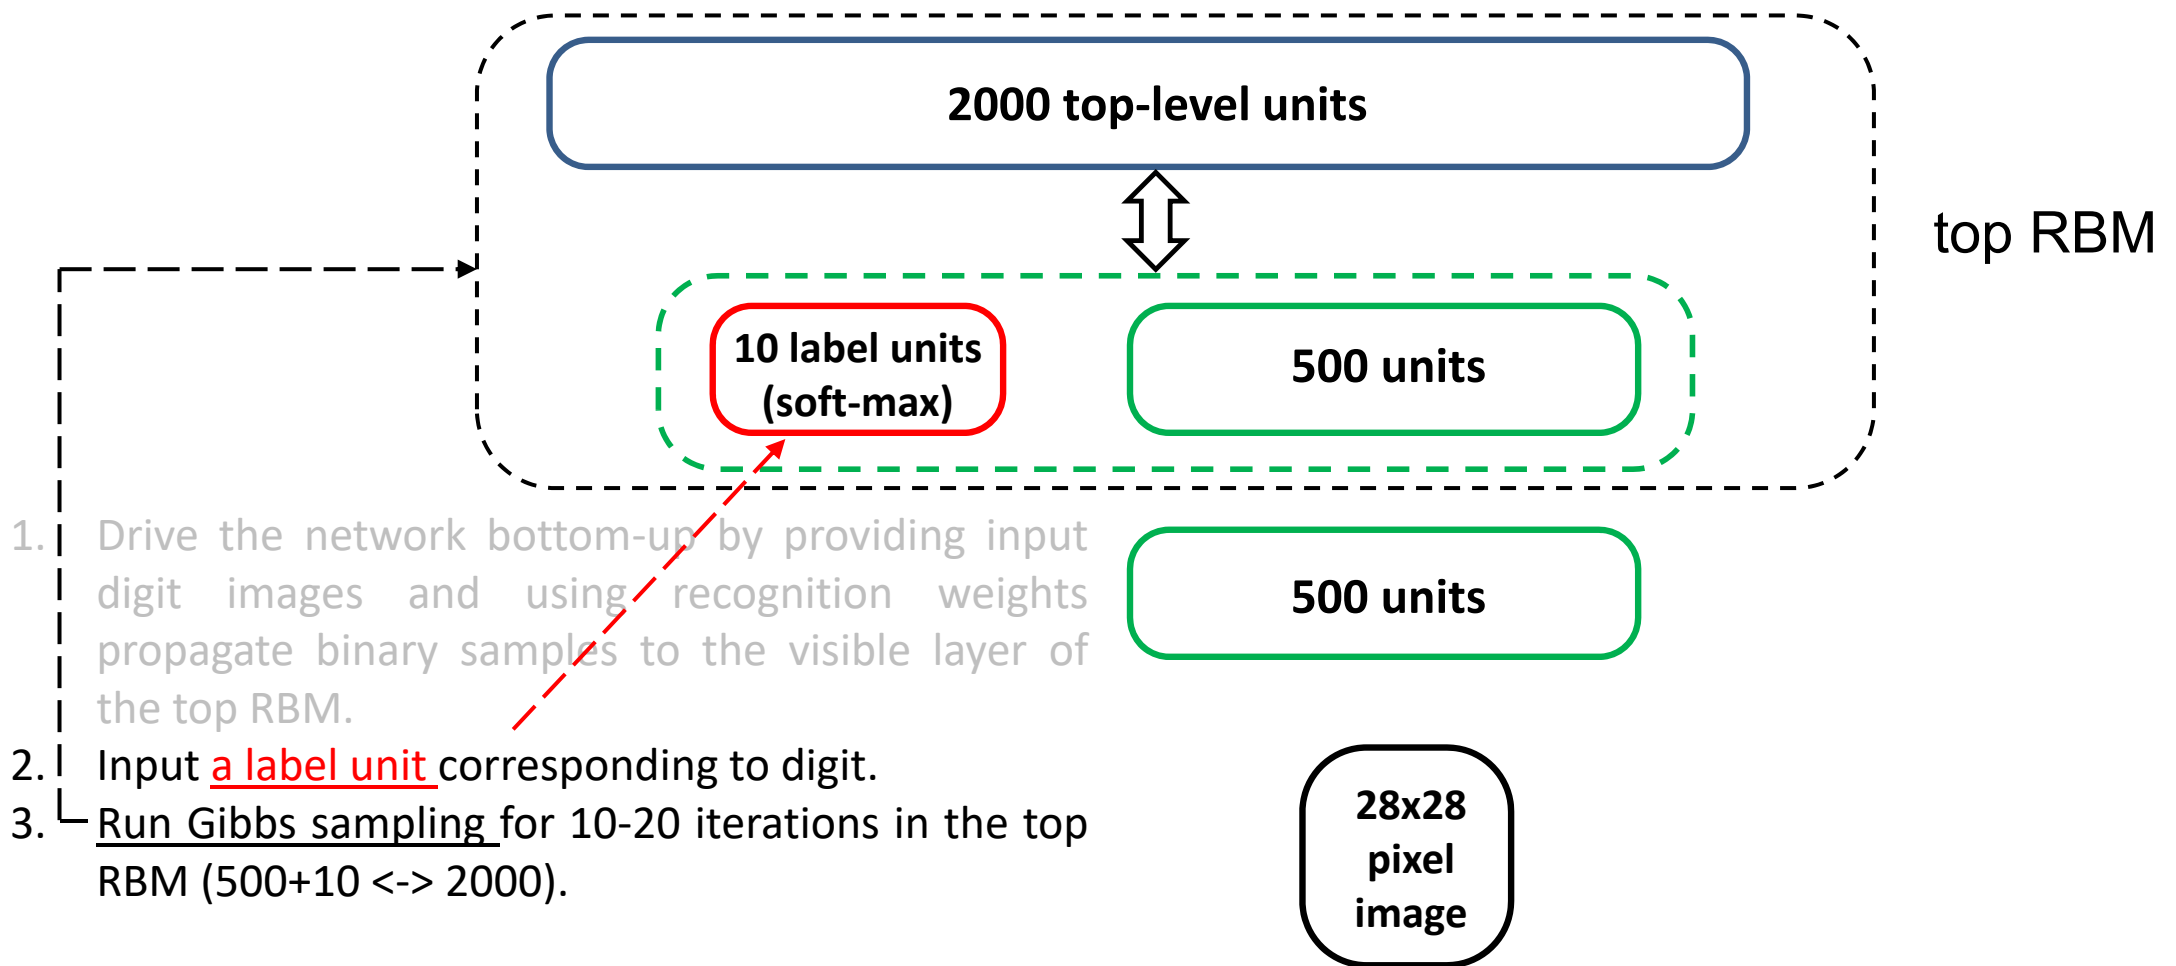 2000 top-level units
top RBM
10 label units
(soft-max)
500 units
1. Drive the network bottom-up by providing input
digit images and using recognition weights
propagate binary samples to the visible layer of
the top RBM.
2. Input a label unit corresponding to digit.
3. Run Gibbs sampling for 10-20 iterations in the top
RBM (500+10 <-> 2000).
500 units
28x28
pixel
image